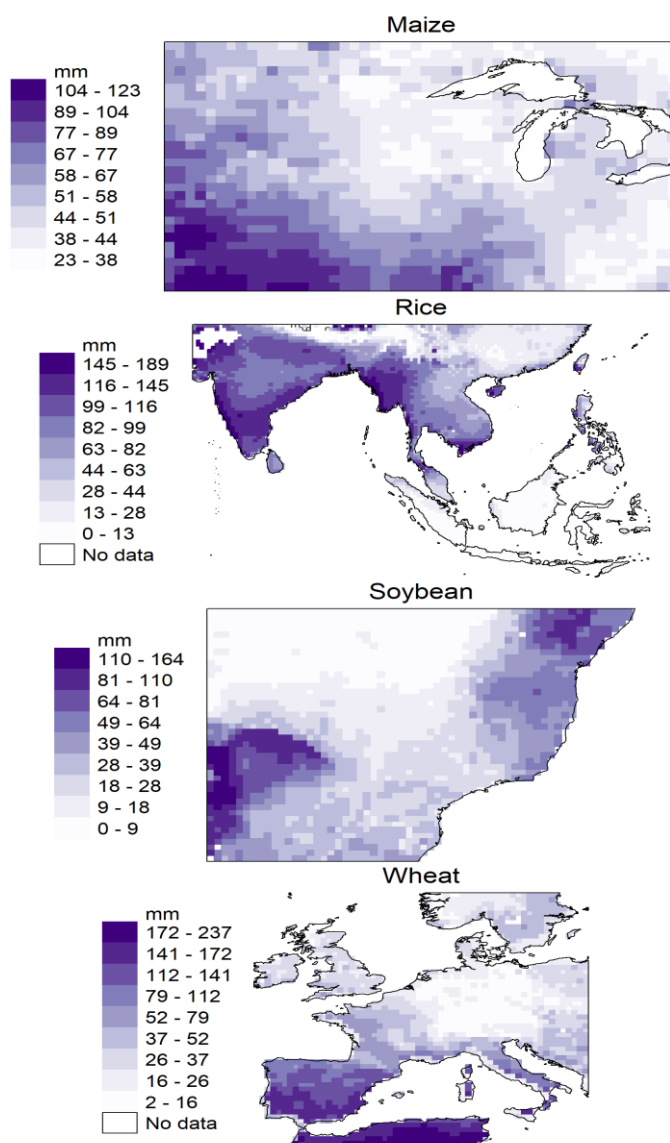 Maize
mm
104 - 123
89 - 104
77 - 89
67 - 77
58 - 67
51 - 58
44 - 51
38 - 44
23 - 38
Rice
mm
145 - 189
116 - 145
99 - 116
82 - 99
63 - 82
44 - 63
28 - 44
13 - 28
0 - 13
No data
Soybean
mm
110 - 164
81 - 110
64 - 81
49 - 64
39 - 49
28 - 39
18 - 28
9 - 18
0 - 9
Wheat
mm
172 - 237
141 - 172
112 - 141
79 - 112
52 - 79
37 - 52
26 - 37
16 - 26
2 - 16
No data